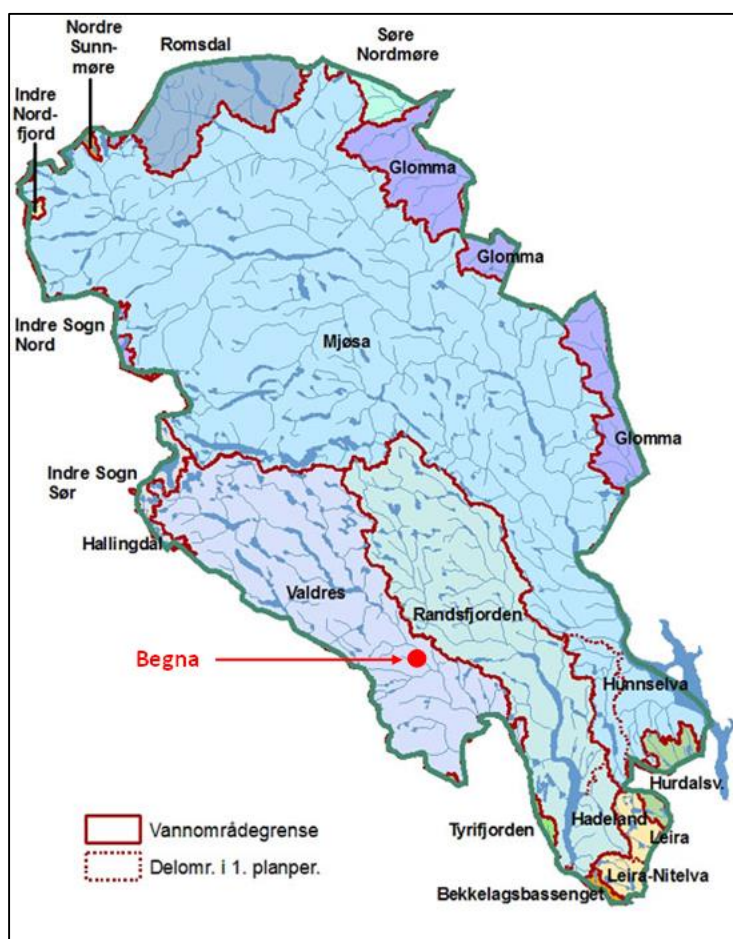 Nordre
Sunn-
møre
Romsdal
Søre
Nordmøre
Indre
Nord-
fjord
Glomma
Glomma
Indre Sogn
Nord
Mjøsa
Glomma
Indre Sogn
Sør
Hallingdal
Valdres
Randsfjorden
Begna
Hunnselva
Hurdalsv.
Vannområdegrense
Tyrifjorden
Hadeland
Leira
Delomr. i 1. planper.
Leira-Nitelva
Bekkelagsbassenget